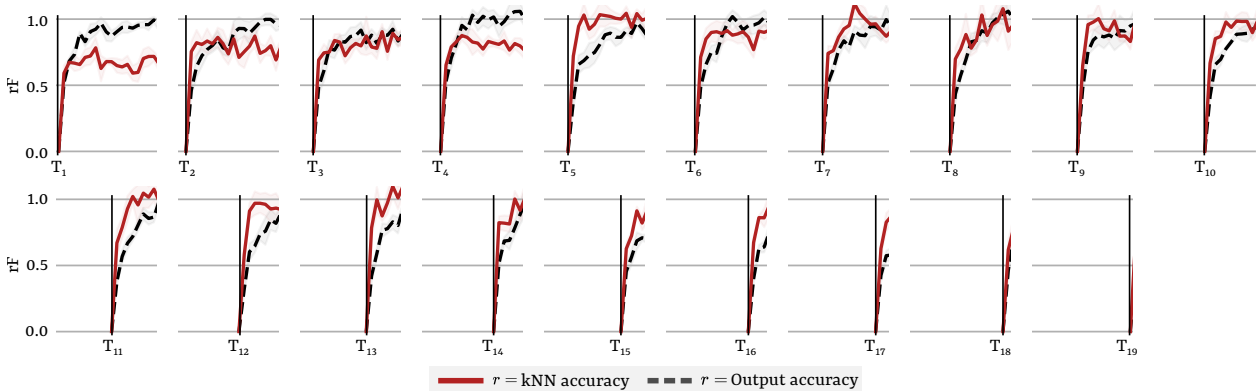 1.0
rF
0.5
0.0
T1 T2 T3 T4 T5 T6 T7 T8 T9 T10
1.0
rF
0.5
0.0
T11 T12 T13 T14 T15 T16 T17 T18 T19
r = kNN accuracy r = Output accuracy